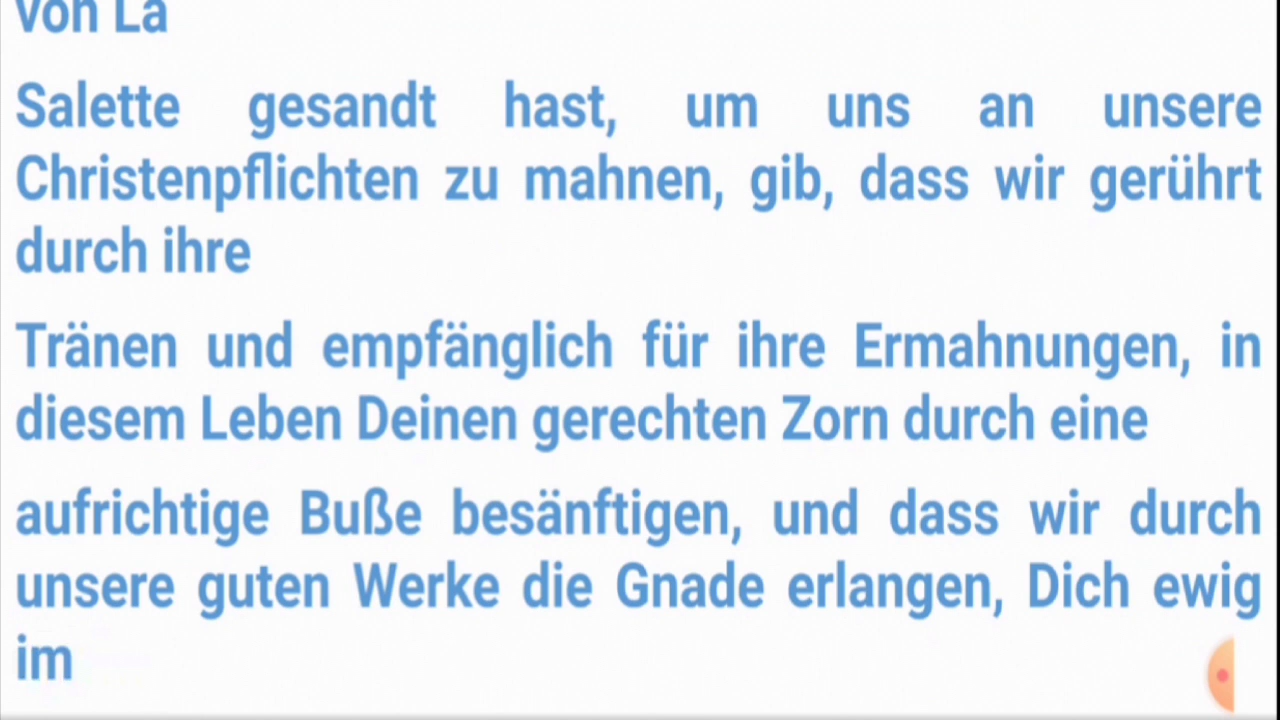 von La
Salette gesandt hast, um uns an unsere
Christenpflichten zu mahnen, gib, dass wir gerührt
durch ihre
Tränen und empfänglich für ihre Ermahnungen, in
diesem Leben Deinen gerechten Zorn durch eine
aufrichtige Buße besänftigen, und dass wir durch
unsere guten Werke die Gnade erlangen, Dich ewig
im